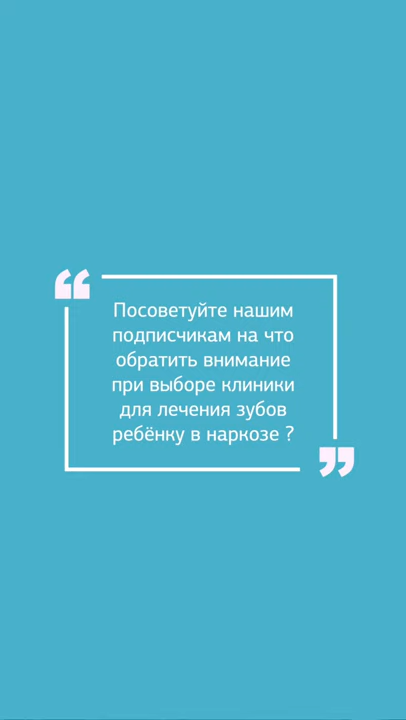 Посоветуйте нашим
подписчикам на что
обратить внимание
при выборе клиники
для лечения зубов
ребёнку в наркозе ?